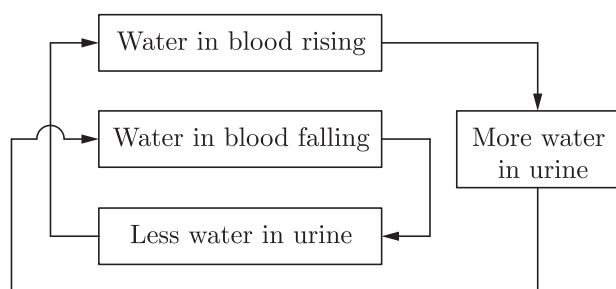 Water in blood rising
Water in blood falling
More water
in urine
Less water in urine